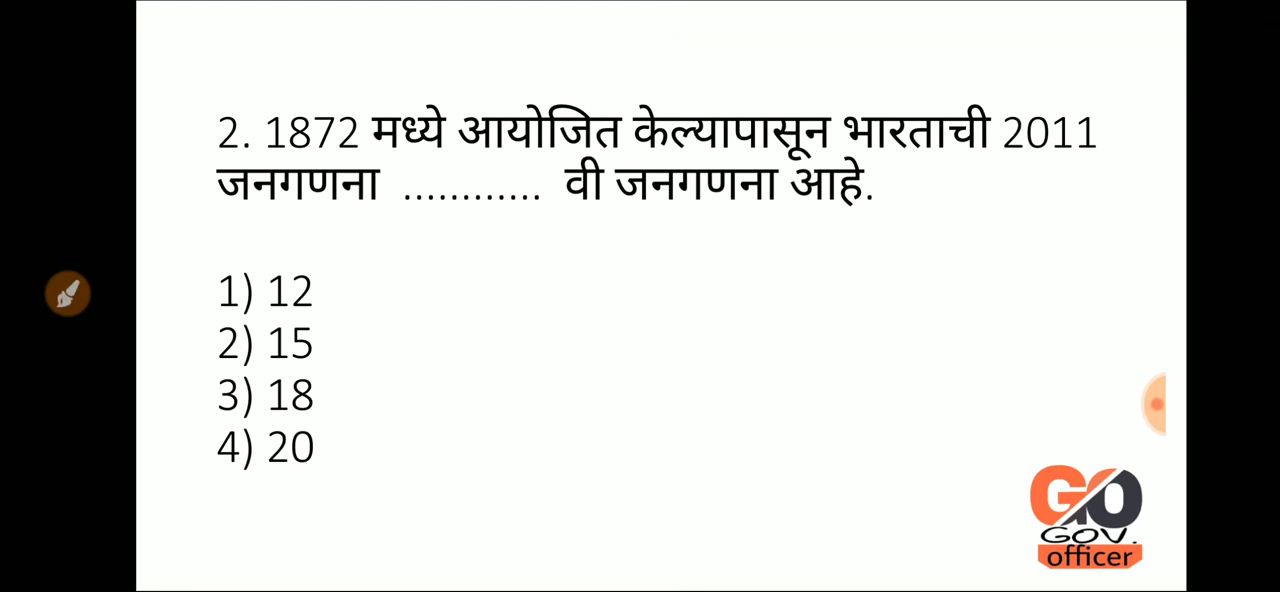 2. 1872 मध्ये आयोजित केल्यापासून भारताची 2011
जनगणना ............ वी जनगणना आहे.
1) 12
2) 15
3) 18
4) 20
GO
GOV.
officer